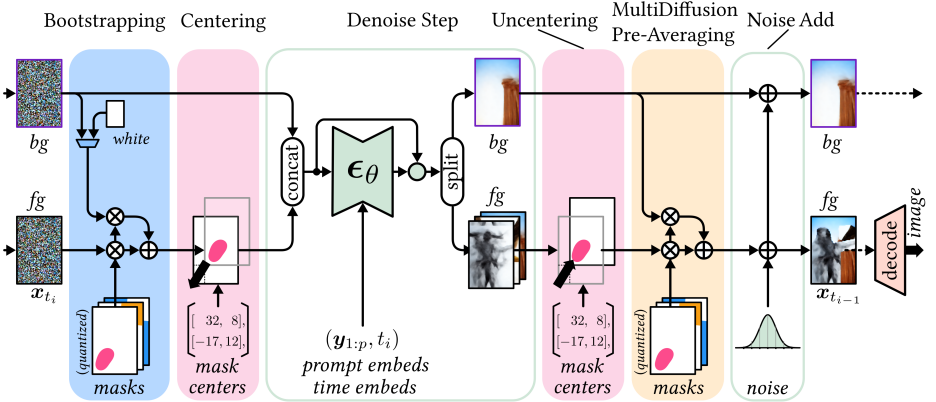 Bootstrapping
Centering
Denoise Step
Uncentering
MultiDiffusion
Pre-Averaging
Noise Add
bg
white
bg
bg
concat
ϵ_θ
split
fg
fg
fg
x_{t_i}
x_{t_{i-1}}
decode
image
(quantized)
masks
[ 32, 8],
[-17, 12],
mask
centers
(y_{1:p}, t_i)
prompt embeds
time embeds
[ 32, 8],
[-17, 12],
mask
centers
(quantized)
masks
noise